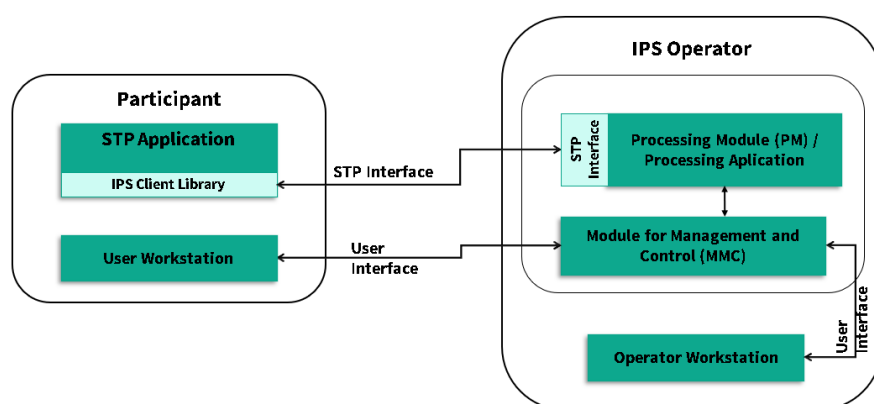 IPS Operator
Participant
STP Application
IPS Client Library
STP Interface
STP
Interface
Processing Module (PM) /
Processing Aplication
User Workstation
User
Interface
Module for Management and
Control (MMC)
User
Interface
Operator Workstation